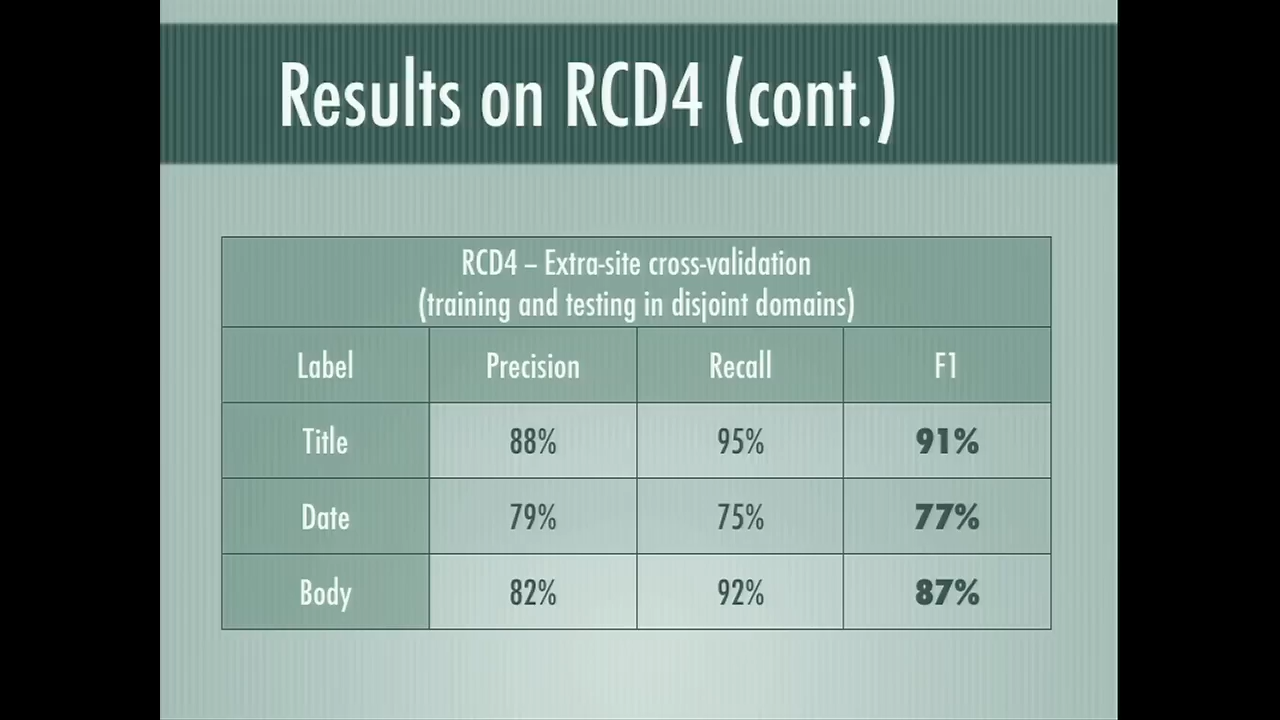 Results on RCD4 (cont.)
RCD4 – Extra-site cross-validation
(training and testing in disjoint domains)
Label Precision Recall F1
Title 88% 95% 91%
Date 79% 75% 77%
Body 82% 92% 87%